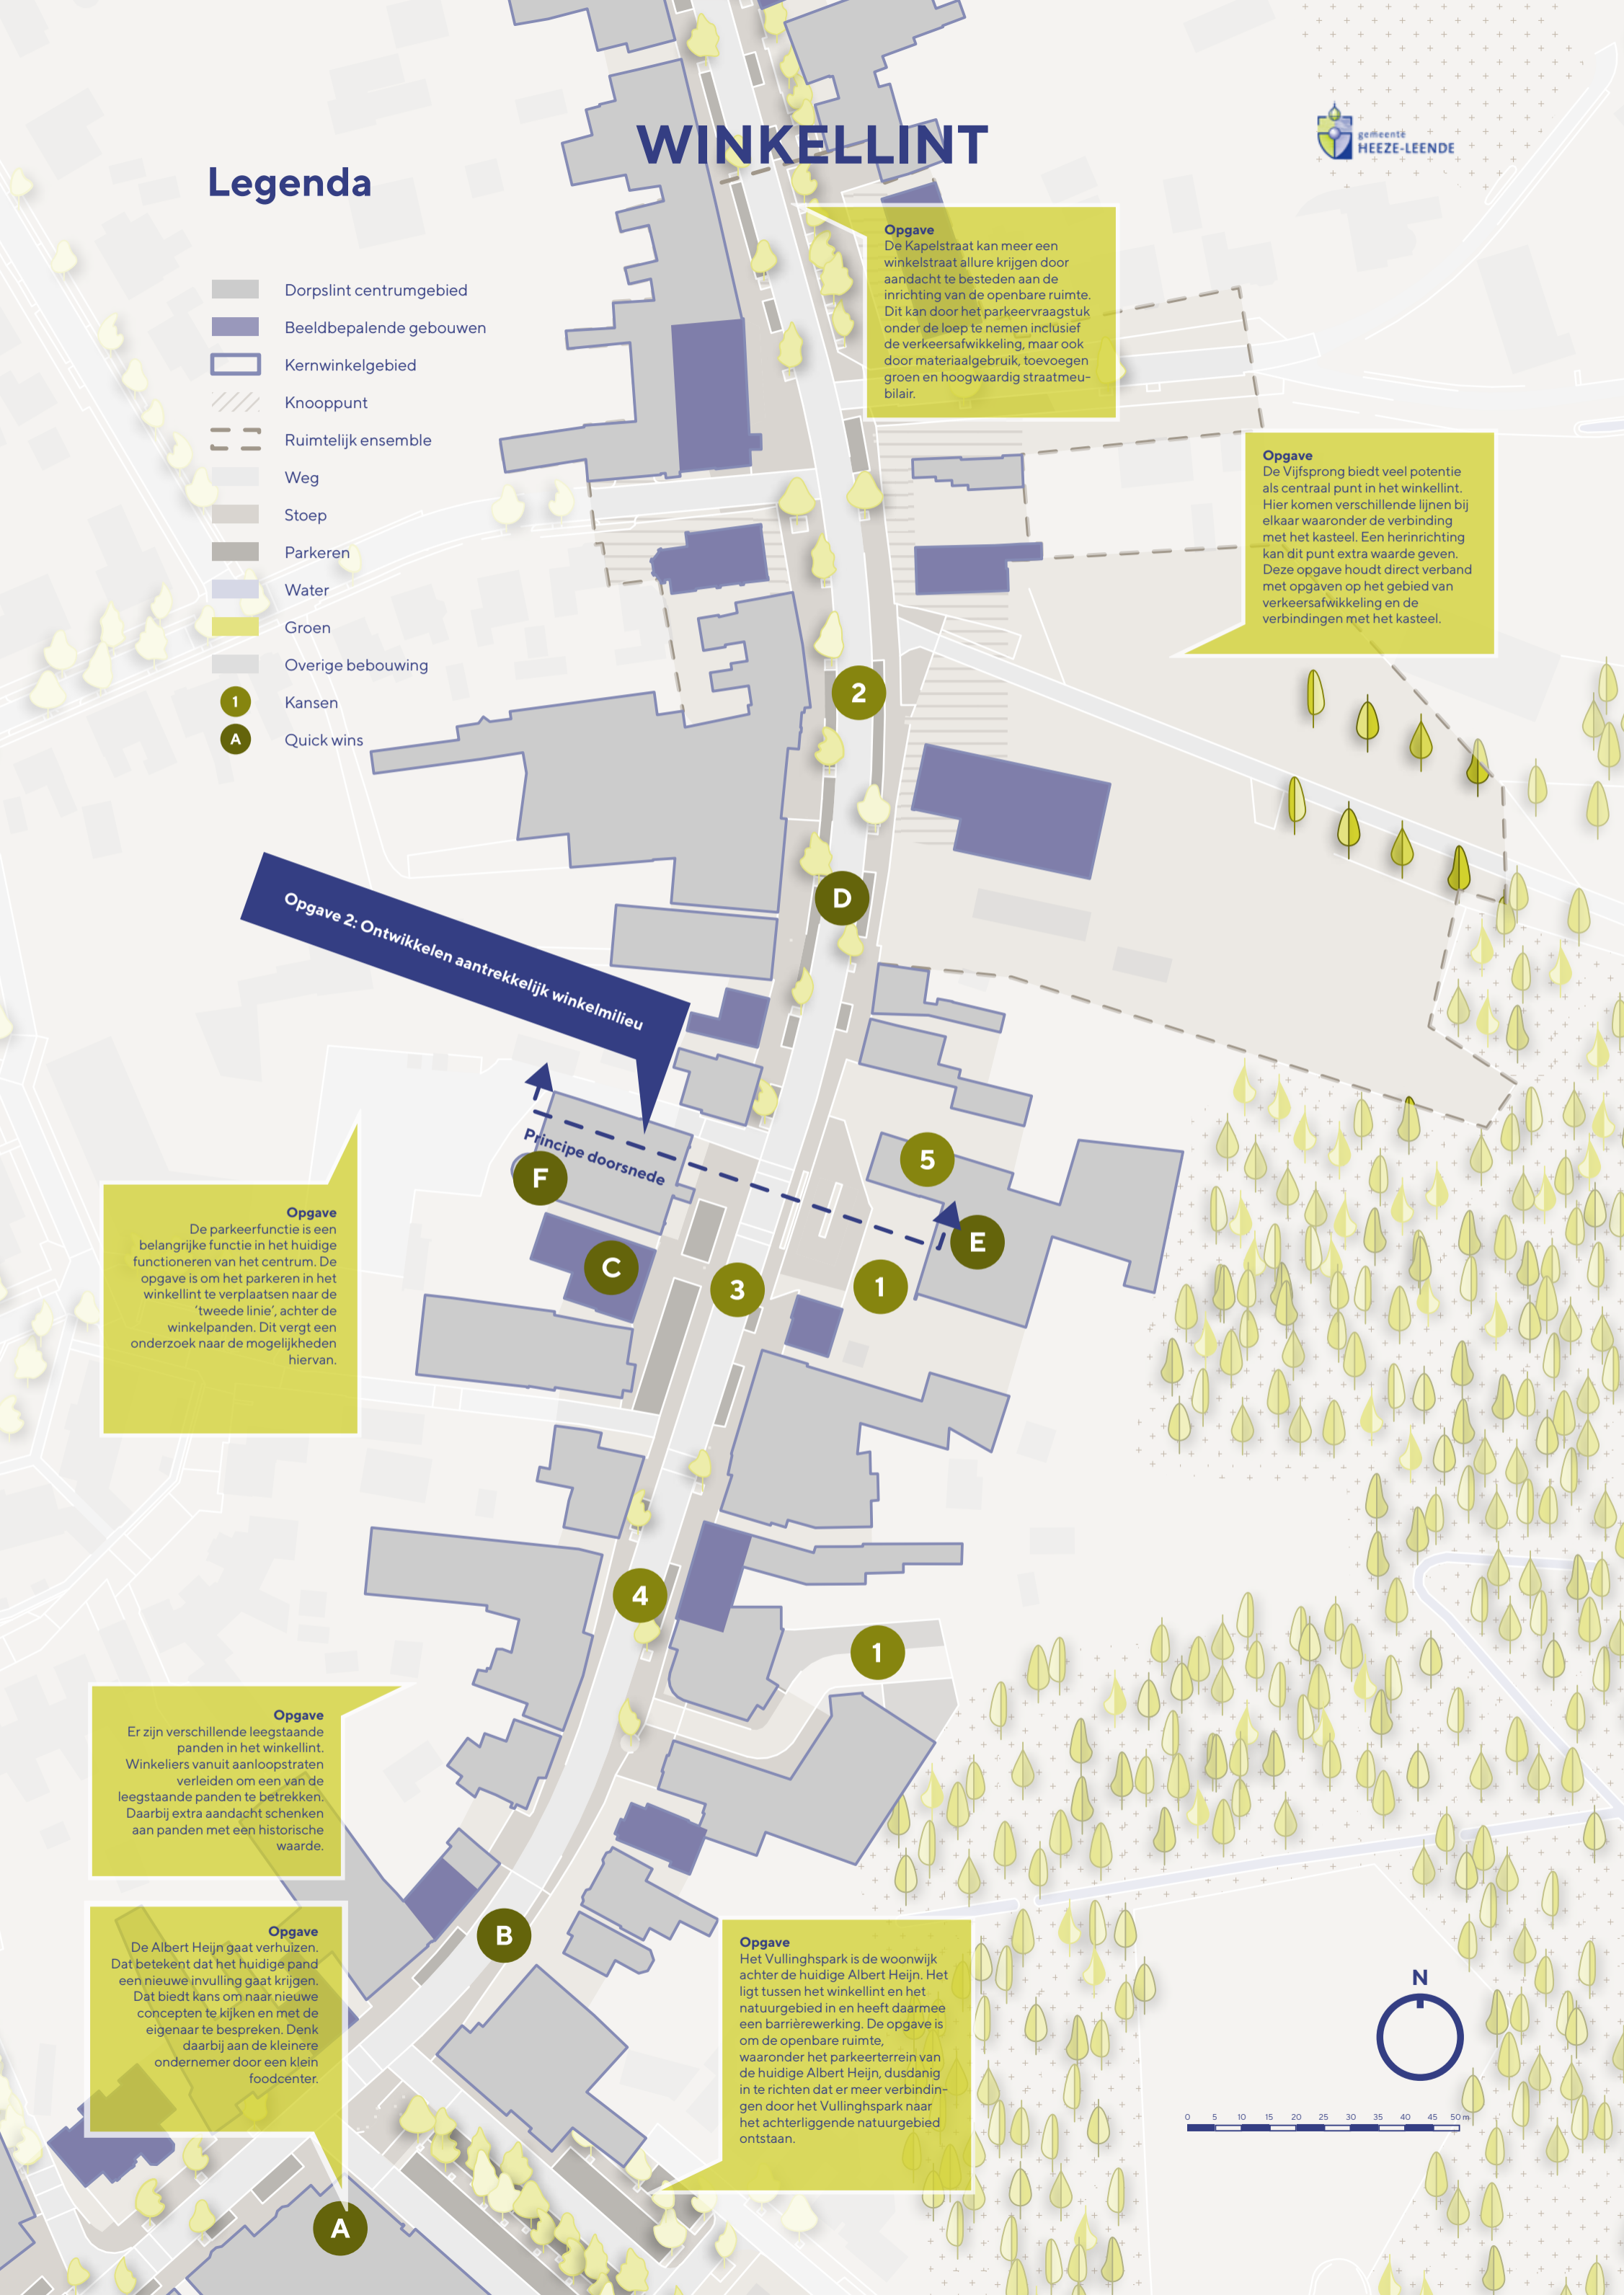 WINKELLINT
gemeente
HEEZE-LEENDE
Legenda
Dorpslint centrumgebied
Beeldbepalende gebouwen
Kernwinkelgebied
Knooppunt
Ruimtelijk ensemble
Weg
Stoep
Parkeren
Water
Groen
Overige bebouwing
1 Kansen
A Quick wins
Opgave
De Kapelstraat kan meer een
winkelstraat allure krijgen door
aandacht te besteden aan de
inrichting van de openbare ruimte.
Dit kan door het parkeervraagstuk
onder de loep te nemen inclusief
de verkeersafwikkeling, maar ook
door materiaalgebruik, toevoegen
groen en hoogwaardig straatmeu-
bilair.
Opgave
De Vijfsprong biedt veel potentie
als centraal punt in het winkellint.
Hier komen verschillende lijnen bij
elkaar waaronder de verbinding
met het kasteel. Een herinrichting
kan dit punt extra waarde geven.
Deze opgave houdt direct verband
met opgaven op het gebied van
verkeersafwikkeling en de
verbindingen met het kasteel.
2
D
Opgave 2: Ontwikkelen aantrekkelijk winkelmilieu
Principe doorsnede
5
F
E
C
3
1
Opgave
De parkeerfunctie is een
belangrijke functie in het huidige
functioneren van het centrum. De
opgave is om het parkeren in het
winkellint te verplaatsen naar de
‘tweede linie’, achter de
winkelpanden. Dit vergt een
onderzoek naar de mogelijkheden
hiervan.
4
1
Opgave
Er zijn verschillende leegstaande
panden in het winkellint.
Winkeliers vanuit aanloopstraten
verleiden om een van de
leegstaande panden te betrekken.
Daarbij extra aandacht schenken
aan panden met een historische
waarde.
B
Opgave
De Albert Heijn gaat verhuizen.
Dat betekent dat het huidige pand
een nieuwe invulling gaat krijgen.
Dat biedt kans om naar nieuwe
concepten te kijken en met de
eigenaar te bespreken. Denk
daarbij aan de kleinere
ondernemer door een klein
foodcenter.
Opgave
Het Vullinghspark is de woonwijk
achter de huidige Albert Heijn. Het
ligt tussen het winkellint en het
natuurgebied in en heeft daarmee
een barrièrewerking. De opgave is
om de openbare ruimte,
waaronder het parkeerterrein van
de huidige Albert Heijn, dusdanig
in te richten dat er meer verbindin-
gen door het Vullinghspark naar
het achterliggende natuurgebied
ontstaan.
N
0 5 10 15 20 25 30 35 40 45 50 m
A